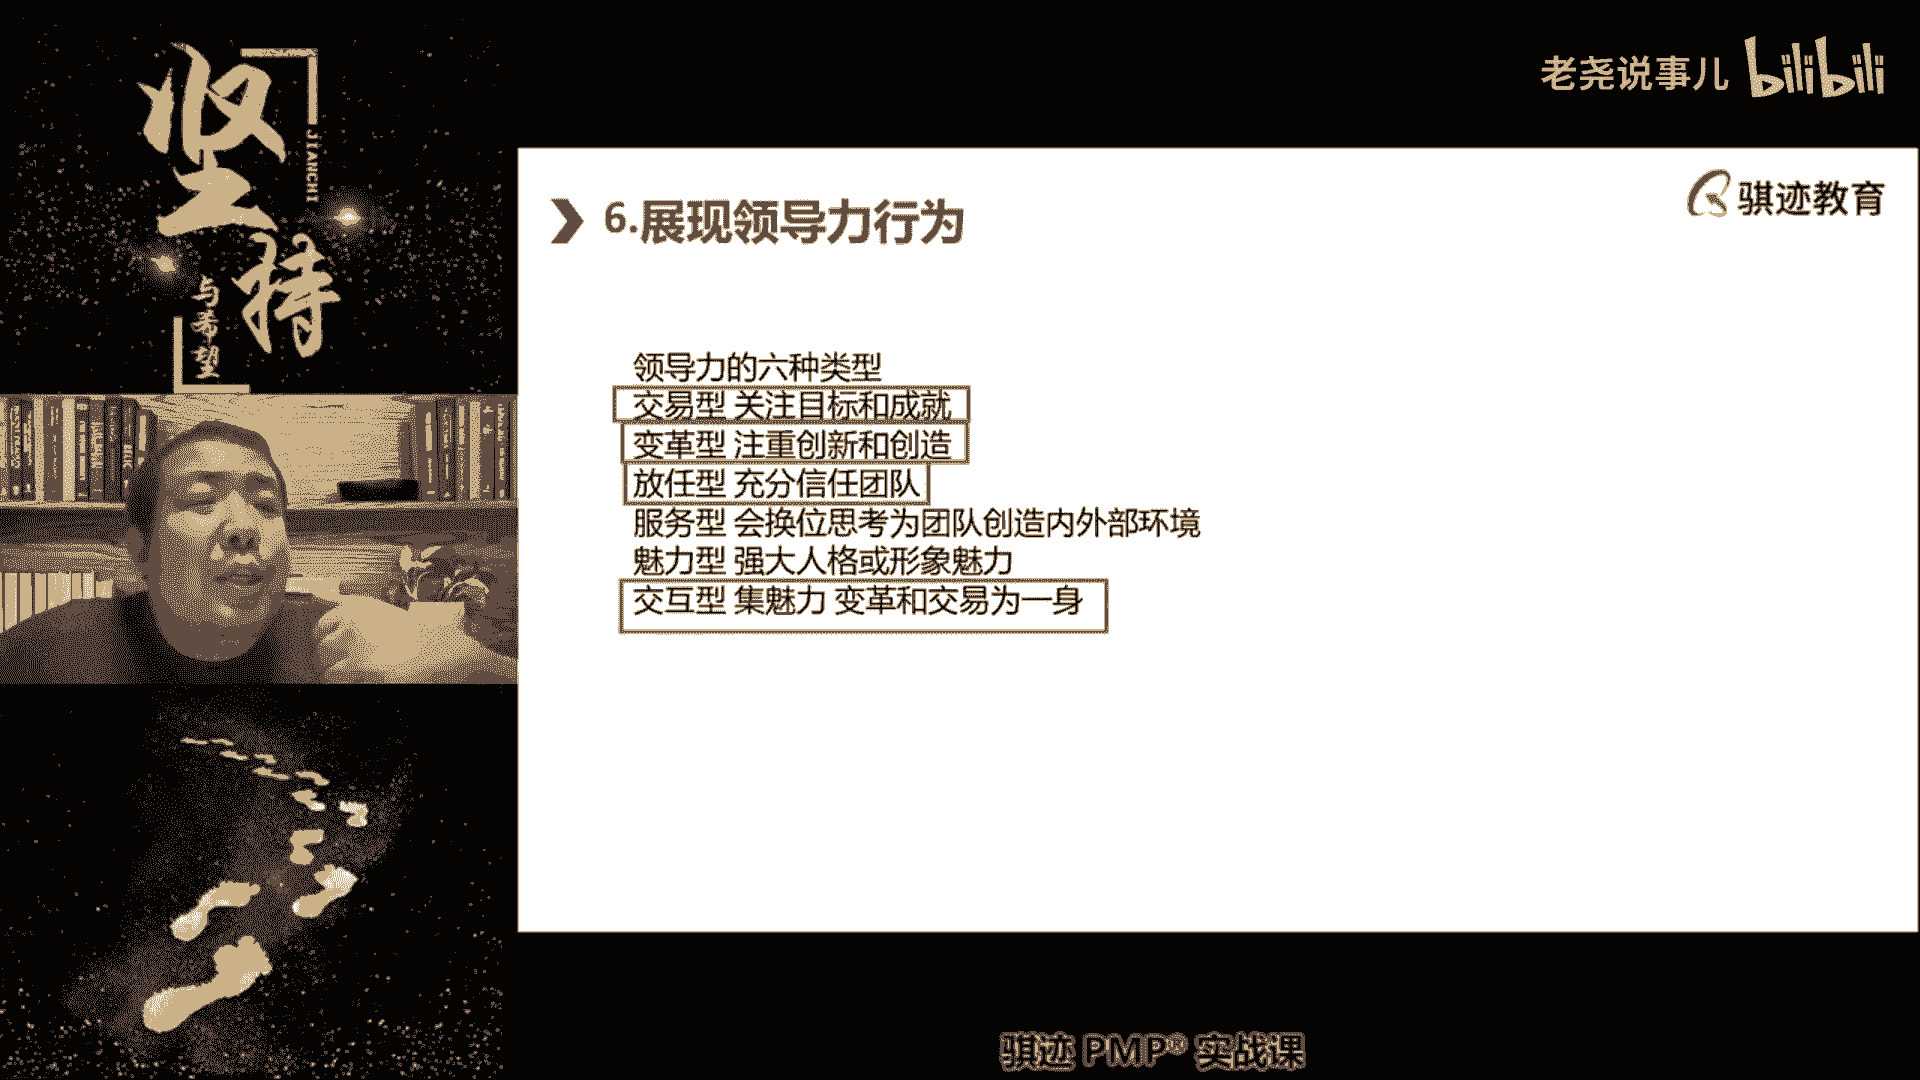 坚持
JIANCHI
与希望
老尧说事儿 bilibili
骐迹教育
6.展现领导力行为
领导力的六种类型
交易型 关注目标和成就
变革型 注重创新和创造
放任型 充分信任团队
服务型 会换位思考为团队创造内外部环境
魅力型 强大人格或形象魅力
交互型 集魅力 变革和交易为一身
骐迹 PMP® 实战课